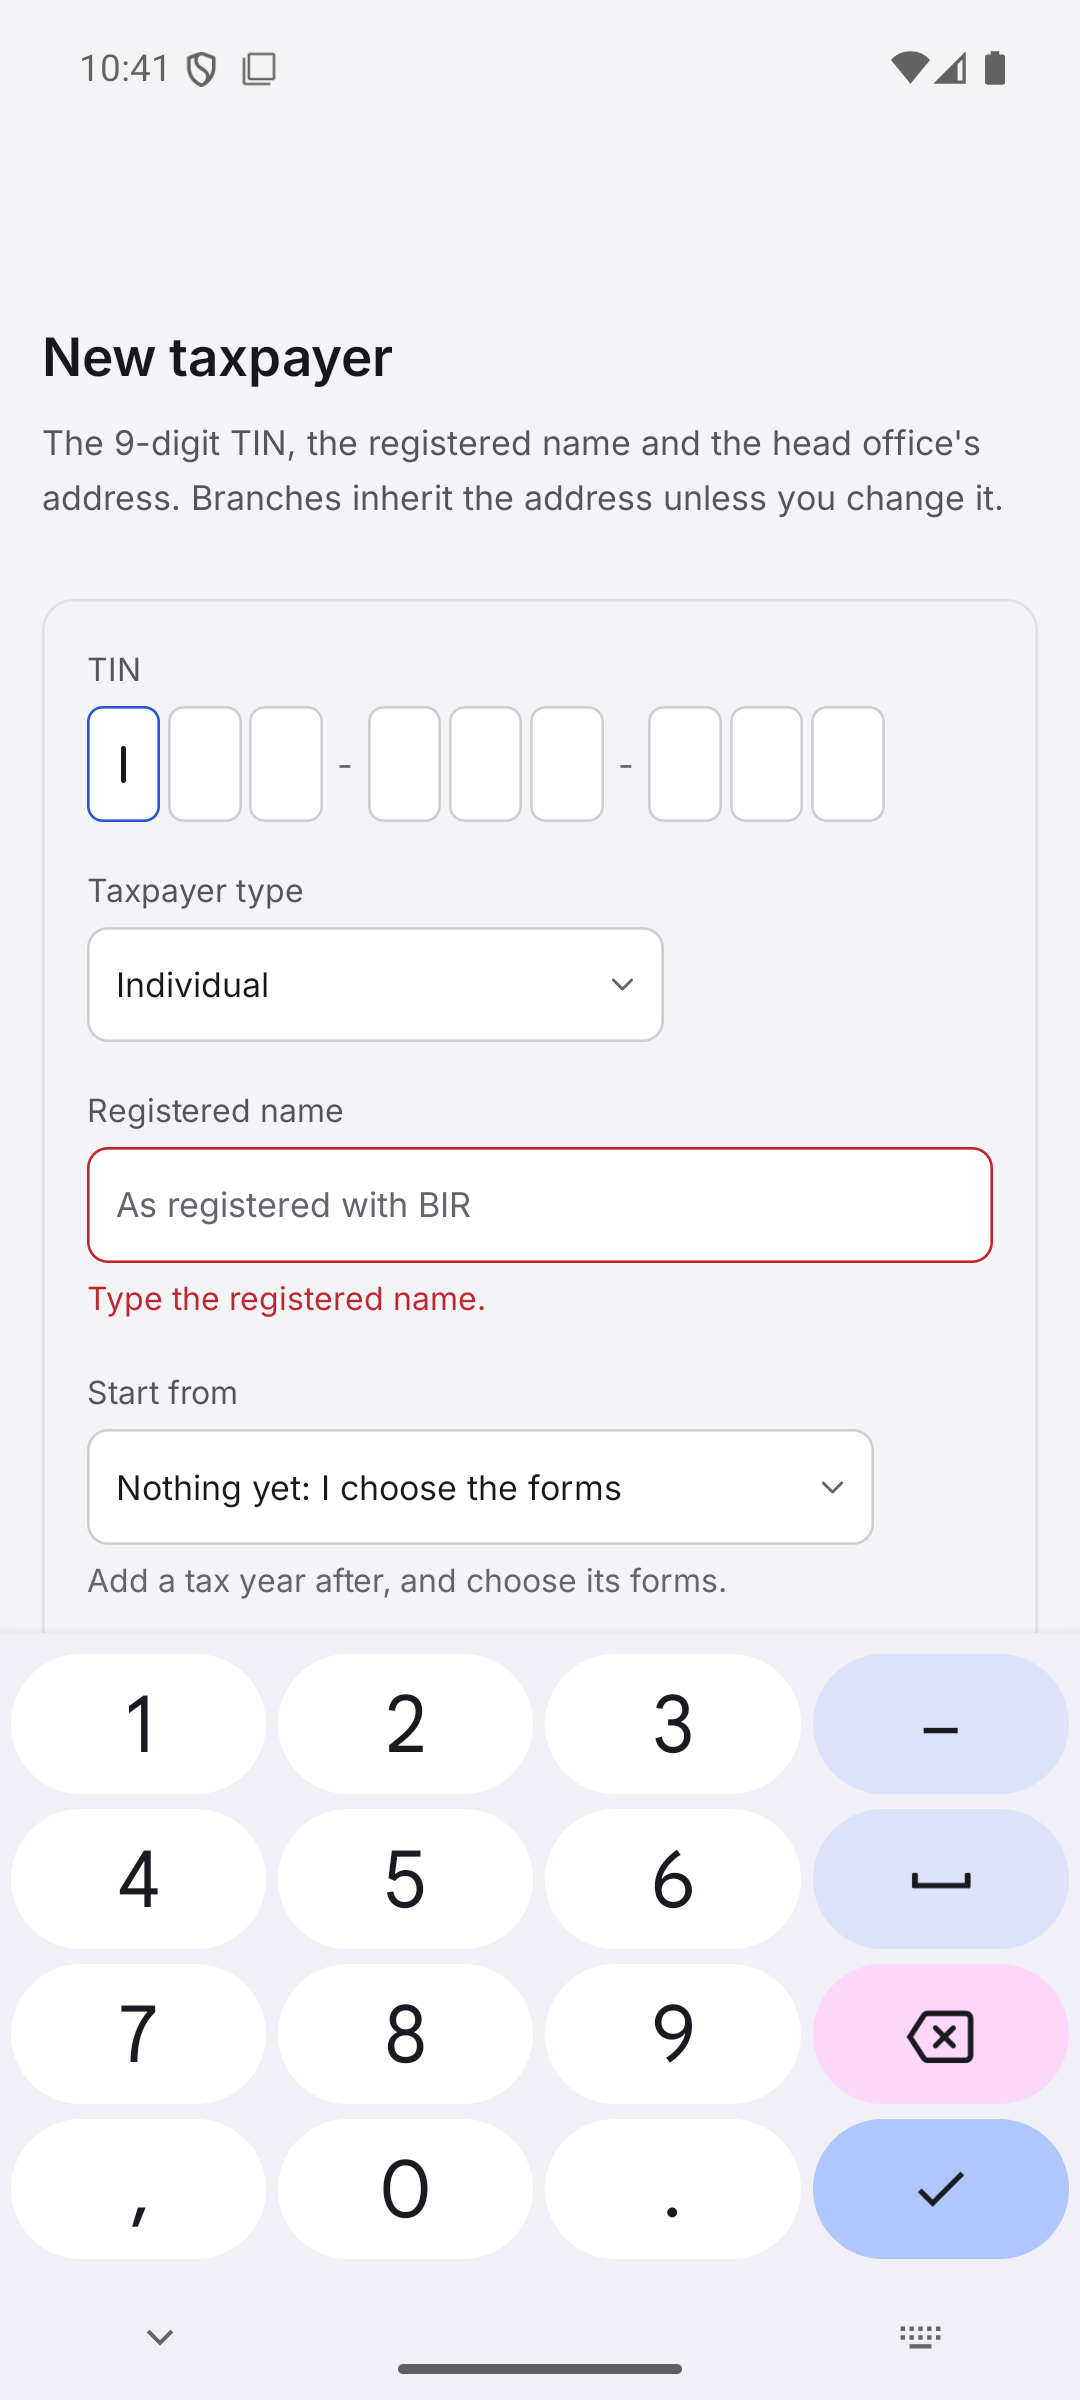 10:41
New taxpayer
The 9-digit TIN, the registered name and the head office's
address. Branches inherit the address unless you change it.
TIN
- -
Taxpayer type
Individual
Registered name
As registered with BIR
Type the registered name.
Start from
Nothing yet: I choose the forms
Add a tax year after, and choose its forms.
1 2 3 –
4 5 6
7 8 9
, 0 .